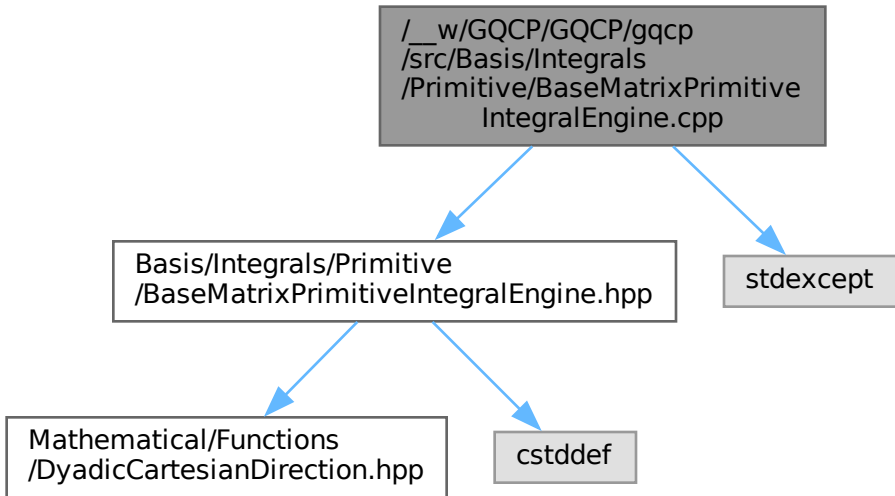 /__w/GQCP/GQCP/gqcp
/src/Basis/Integrals
/Primitive/BaseMatrixPrimitive
IntegralEngine.cpp
Basis/Integrals/Primitive
/BaseMatrixPrimitiveIntegralEngine.hpp
stdexcept
Mathematical/Functions
/DyadicCartesianDirection.hpp
cstddef